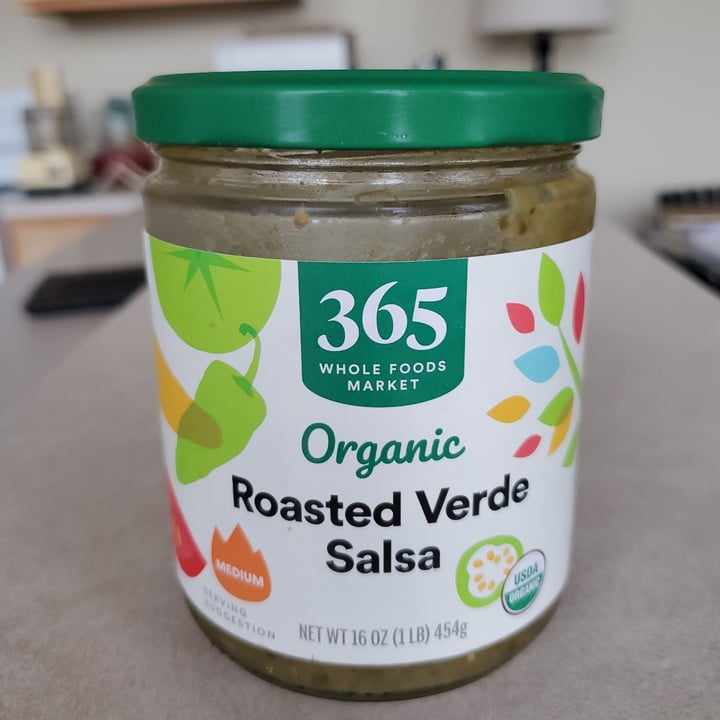 365
WHOLE FOODS
MARKET
Organic
Roasted Verde
Salsa
MEDIUM
SERVING
SUGGESTION
USDA
ORGANIC
NET WT 16 OZ (1 LB) 454g